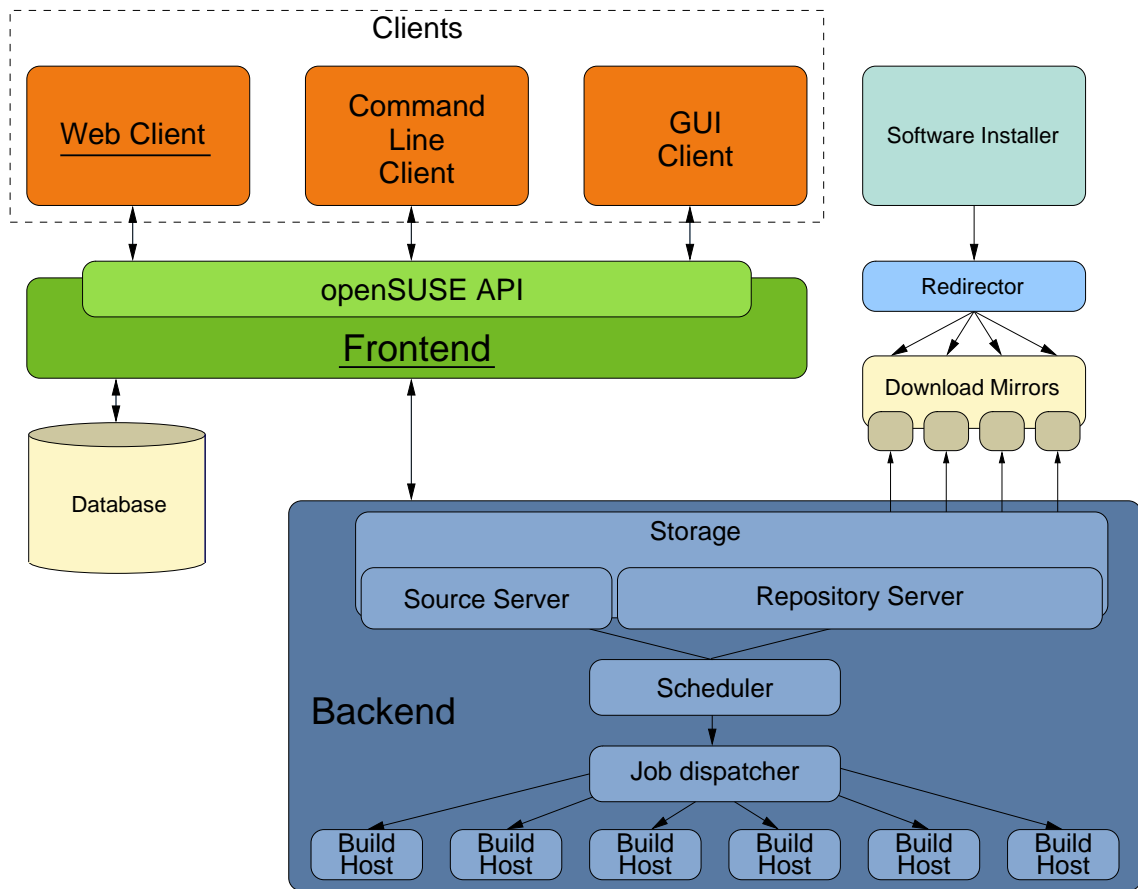 Clients
Web Client
Command
Line
Client
GUI
Client
Software Installer
openSUSE API
Frontend
Redirector
Download Mirrors
Database
Storage
Source Server
Repository Server
Scheduler
Backend
Job dispatcher
Build
Host
Build
Host
Build
Host
Build
Host
Build
Host
Build
Host